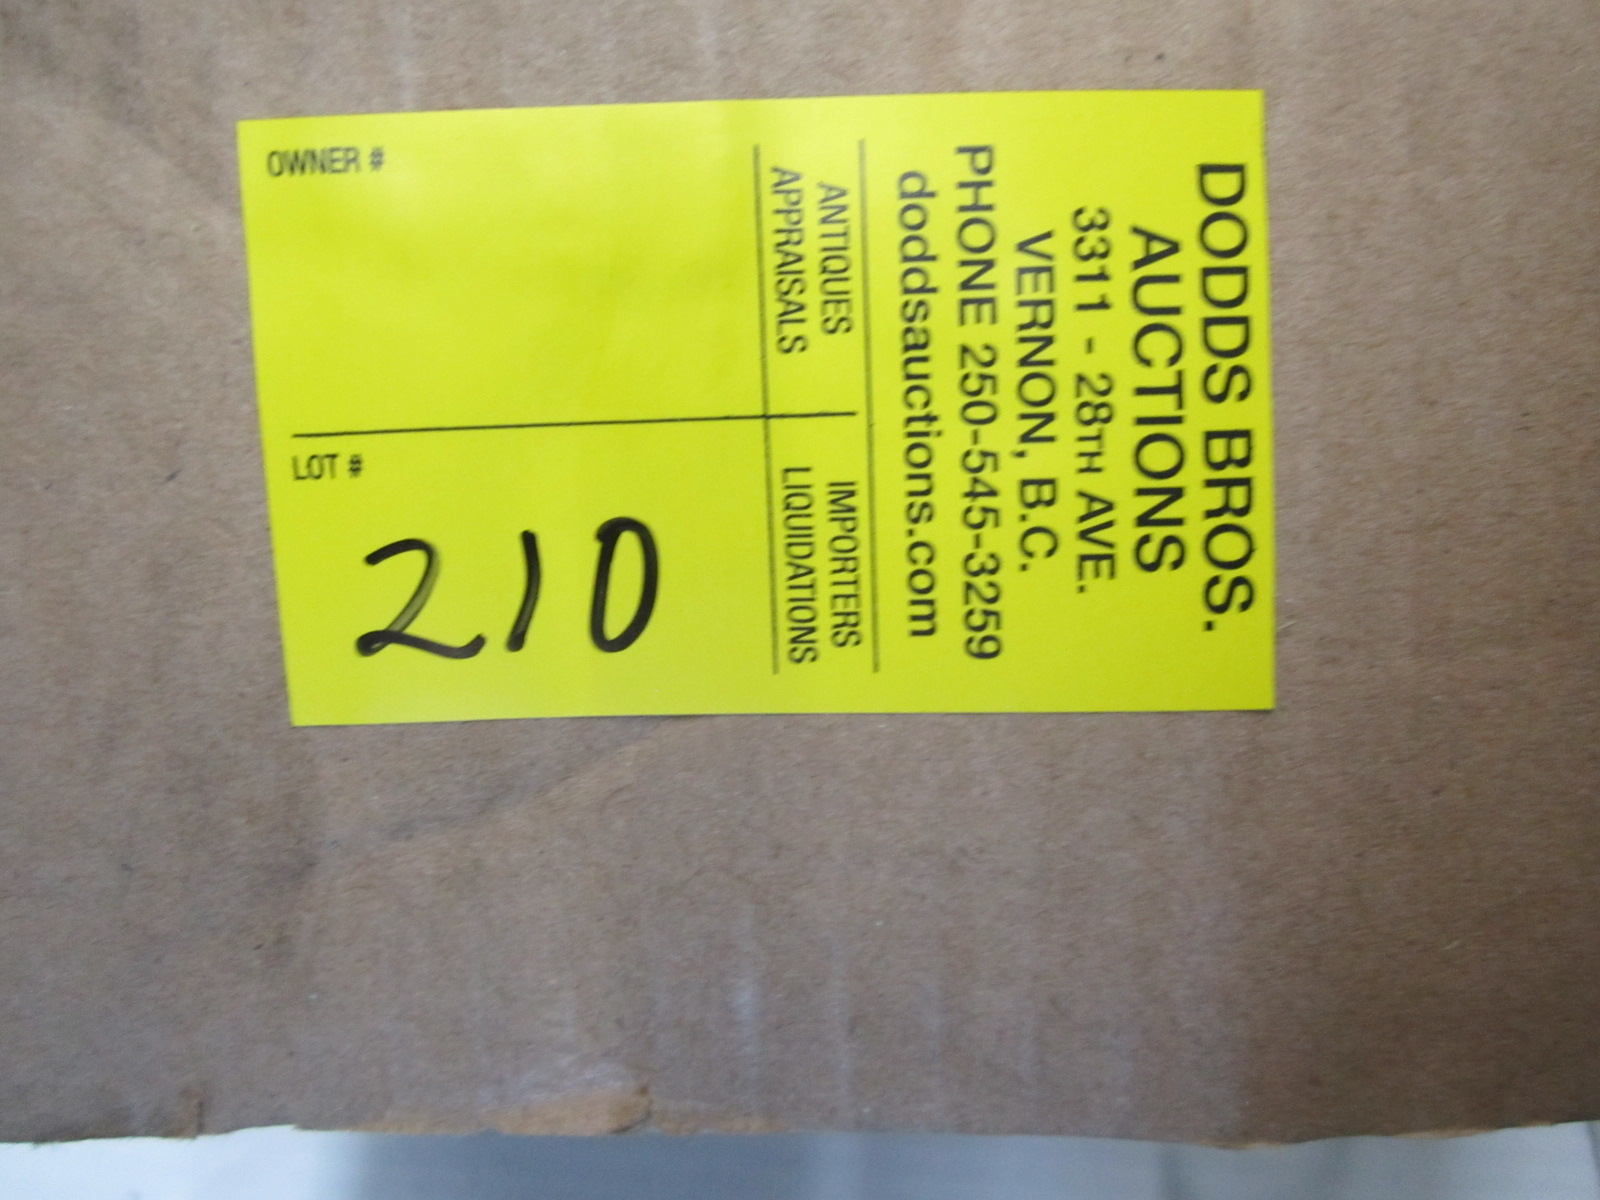 DODDS BROS.
AUCTIONS
3311 - 28TH AVE.
VERNON, B.C.
PHONE 250-545-3259
doddsauctions.com
ANTIQUES
APPRAISALS
IMPORTERS
LIQUIDATIONS
OWNER #
LOT #
210